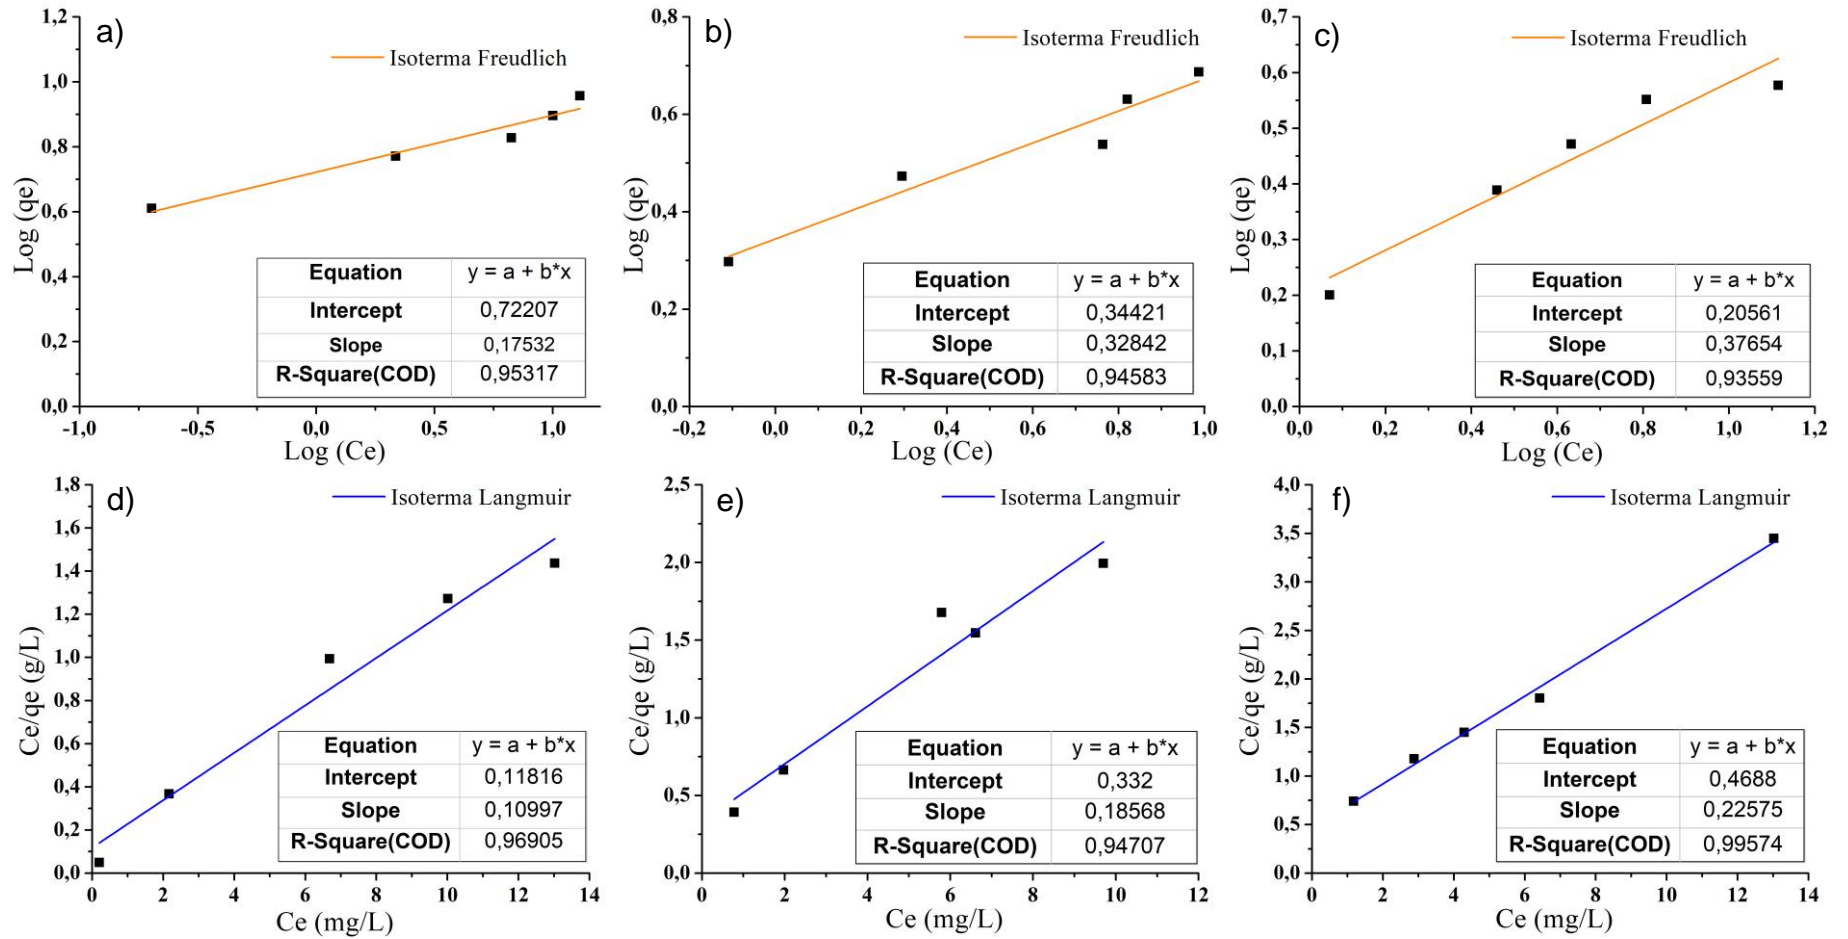 a)
Isoterma Freudlich
1,2
1,0
0,8
0,6
0,4
0,2
0,0
Log (qe)
Equation y = a + b*x
Intercept 0,72207
Slope 0,17532
R-Square(COD) 0,95317
-1,0 -0,5 0,0 0,5 1,0
Log (Ce)
b)
Isoterma Freudlich
0,8
0,6
0,4
0,2
0,0
Log (qe)
Equation y = a + b*x
Intercept 0,34421
Slope 0,32842
R-Square(COD) 0,94583
-0,2 0,0 0,2 0,4 0,6 0,8 1,0
Log (Ce)
c)
Isoterma Freudlich
0,7
0,6
0,5
0,4
0,3
0,2
0,1
0,0
Log (qe)
Equation y = a + b*x
Intercept 0,20561
Slope 0,37654
R-Square(COD) 0,93559
0,0 0,2 0,4 0,6 0,8 1,0 1,2
Log (Ce)
d)
Isoterma Langmuir
1,8
1,6
1,4
1,2
1,0
0,8
0,6
0,4
0,2
0,0
Ce/qe (g/L)
Equation y = a + b*x
Intercept 0,11816
Slope 0,10997
R-Square(COD) 0,96905
0 2 4 6 8 10 12 14
Ce (mg/L)
e)
Isoterma Langmuir
2,5
2,0
1,5
1,0
0,5
0,0
Ce/qe (g/L)
Equation y = a + b*x
Intercept 0,332
Slope 0,18568
R-Square(COD) 0,94707
0 2 4 6 8 10 12
Ce (mg/L)
f)
Isoterma Langmuir
4,0
3,5
3,0
2,5
2,0
1,5
1,0
0,5
0,0
Ce/qe (g/L)
Equation y = a + b*x
Intercept 0,4688
Slope 0,22575
R-Square(COD) 0,99574
0 2 4 6 8 10 12 14
Ce (mg/L)